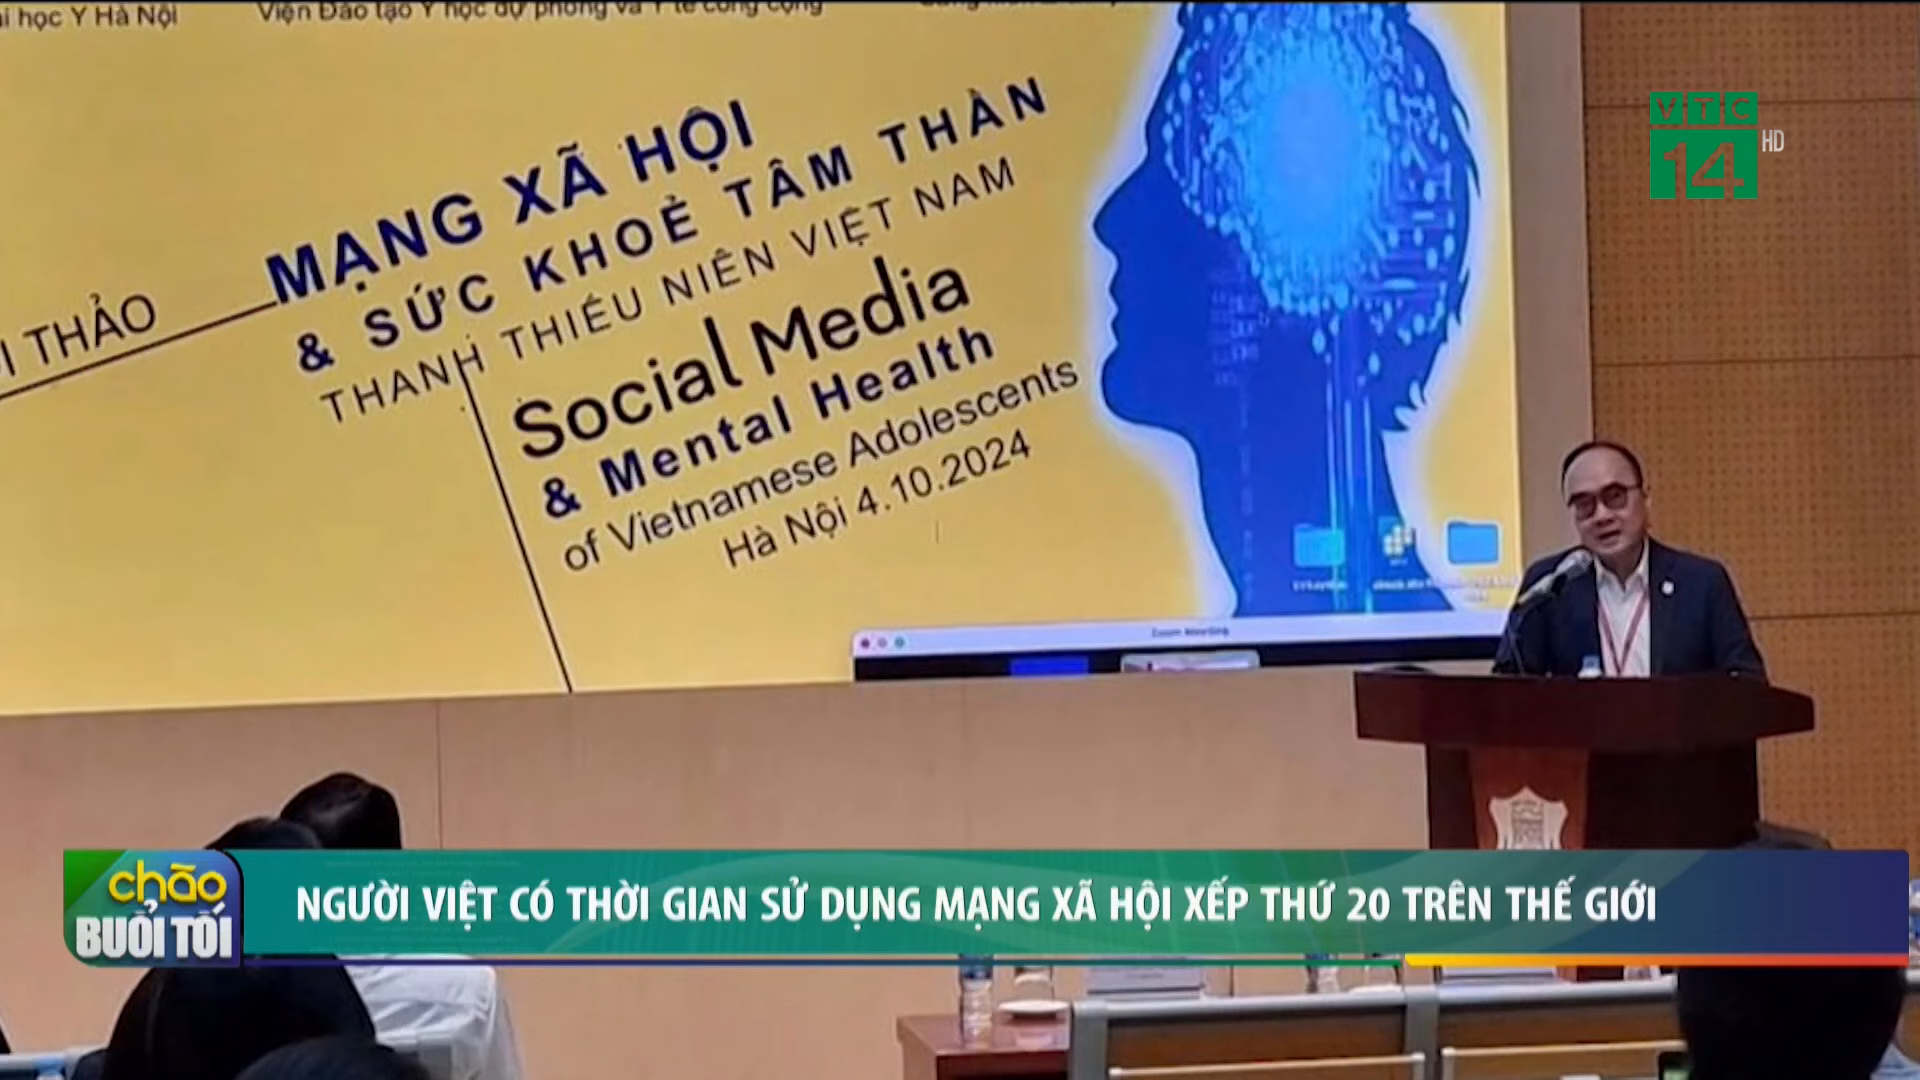 i học Y Hà Nội
Viện Đào tạo Y học dự phòng và Y tế công cộng
VTC
14
HD
I THẢO
MẠNG XÃ HỘI
& SỨC KHOẺ TÂM THẦN
THANH THIẾU NIÊN VIỆT NAM
Social Media
& Mental Health
of Vietnamese Adolescents
Hà Nội 4.10.2024
Zoom Meeting
chào
BUỔI TỐI
NGƯỜI VIỆT CÓ THỜI GIAN SỬ DỤNG MẠNG XÃ HỘI XẾP THỨ 20 TRÊN THẾ GIỚI